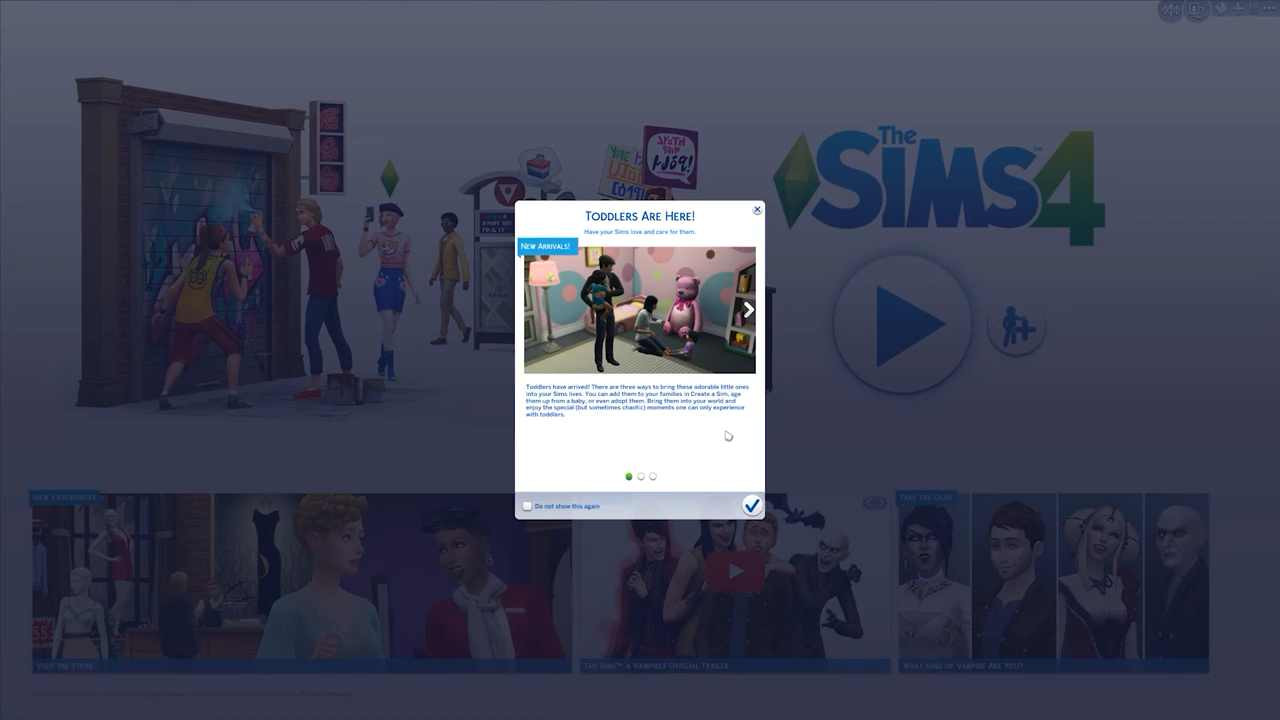 The
SiMS 4
TODDLERS ARE HERE!
Have your Sims love and care for them.
NEW ARRIVALS!
Toddlers have arrived! There are three ways to bring these adorable little ones
into your Sims lives. You can add them to your families in Create a Sim, age
them up from a baby, or even adopt them. Bring them into your world and
enjoy the special (but sometimes chaotic) moments one can only experience
with toddlers.
Do not show this again
NEW EXPERIENCES
TAKE THE QUIZ
VISIT THE STORE
THE SIMS™ 4 VAMPIRES OFFICIAL TRAILER
WHAT KIND OF VAMPIRE ARE YOU?